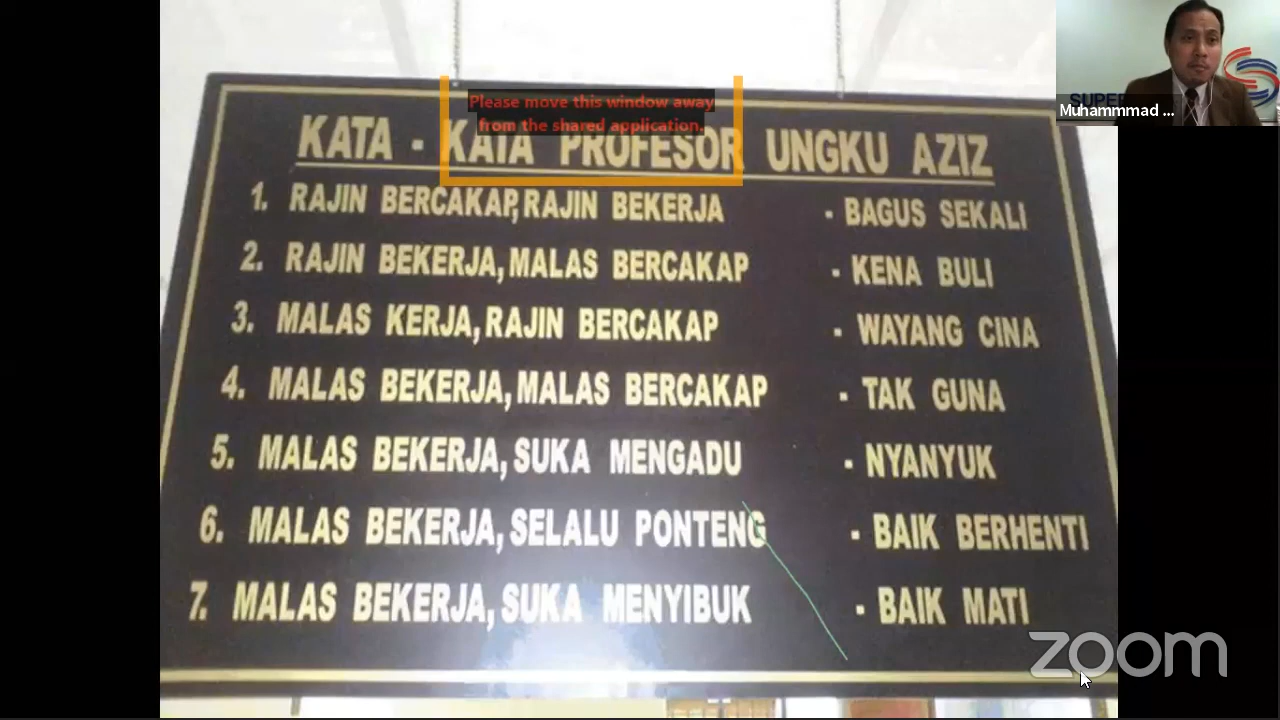 Please move this window away
from the shared application.
SUPE
Muhammmad ...
KATA - KATA PROFESOR UNGKU AZIZ
1. RAJIN BERCAKAP, RAJIN BEKERJA - BAGUS SEKALI
2. RAJIN BEKERJA, MALAS BERCAKAP - KENA BULI
3. MALAS KERJA, RAJIN BERCAKAP - WAYANG CINA
4. MALAS BEKERJA, MALAS BERCAKAP - TAK GUNA
5. MALAS BEKERJA, SUKA MENGADU - NYANYUK
6. MALAS BEKERJA, SELALU PONTENG - BAIK BERHENTI
7. MALAS BEKERJA, SUKA MENYIBUK - BAIK MATI
zoom